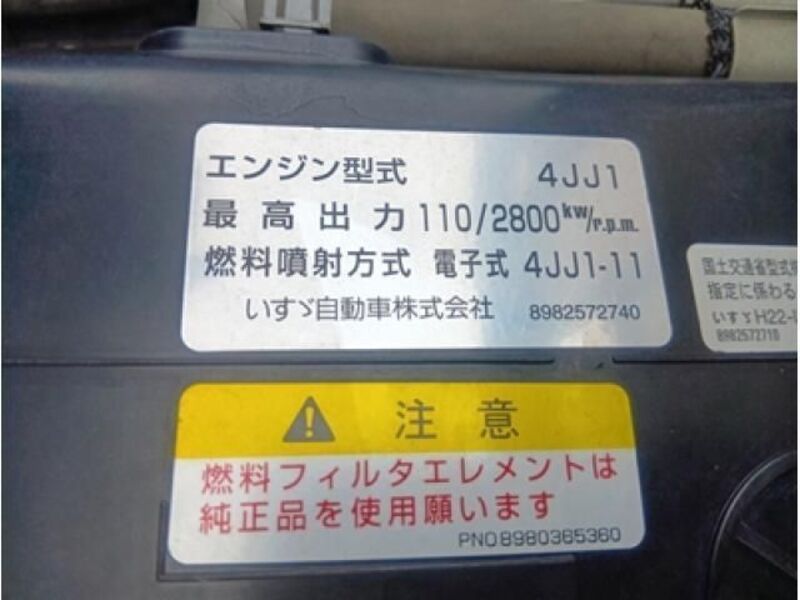 エンジン型式 4JJ1
最高出力 110/2800 kw/r.p.m.
燃料噴射方式 電子式 4JJ1-11
いすゞ自動車株式会社 8982572740
国土交通省型式
指定に係わる
いすゞH22-
8982572710
注意
燃料フィルタエレメントは
純正品を使用願います
PNO8980365360